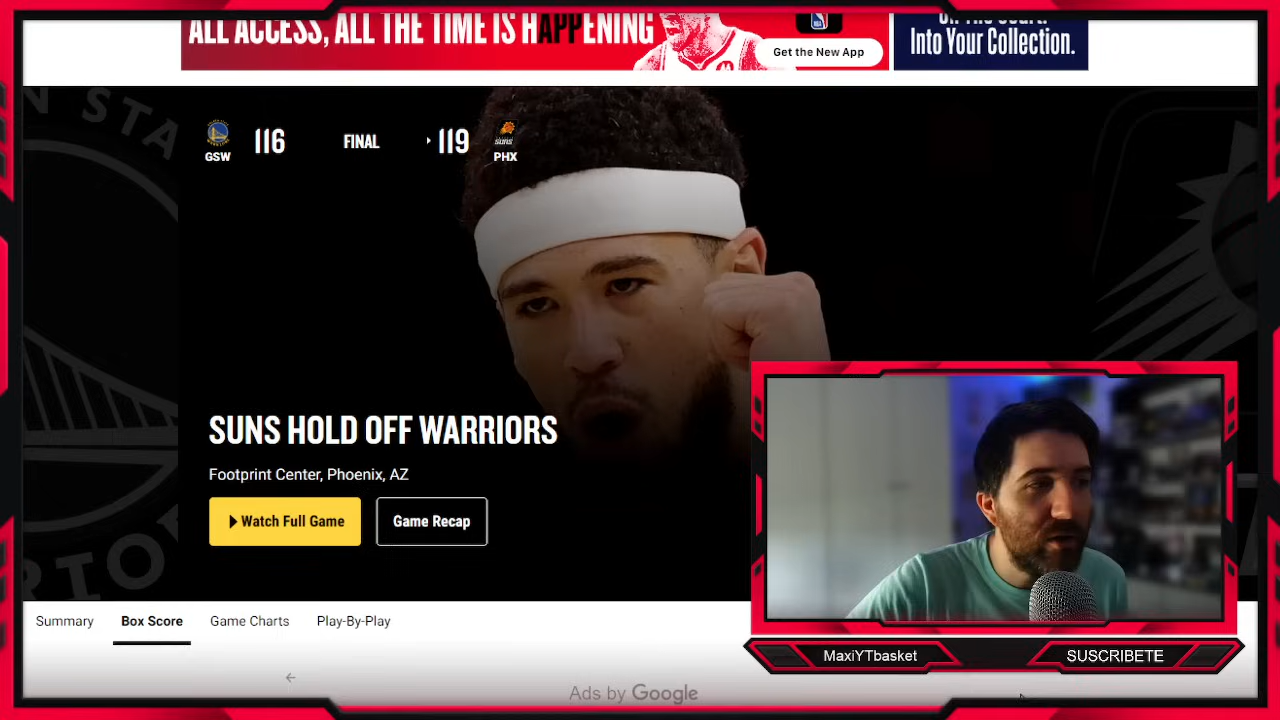 ALL ACCESS, ALL THE TIME IS HAPPENING
Get the New App
Into Your Collection.
GSW
116
FINAL
119
SUNS
PHX
SUNS HOLD OFF WARRIORS
Footprint Center, Phoenix, AZ
Watch Full Game
Game Recap
Summary
Box Score
Game Charts
Play-By-Play
Ads by Google
MaxiYTbasket
SUSCRIBETE